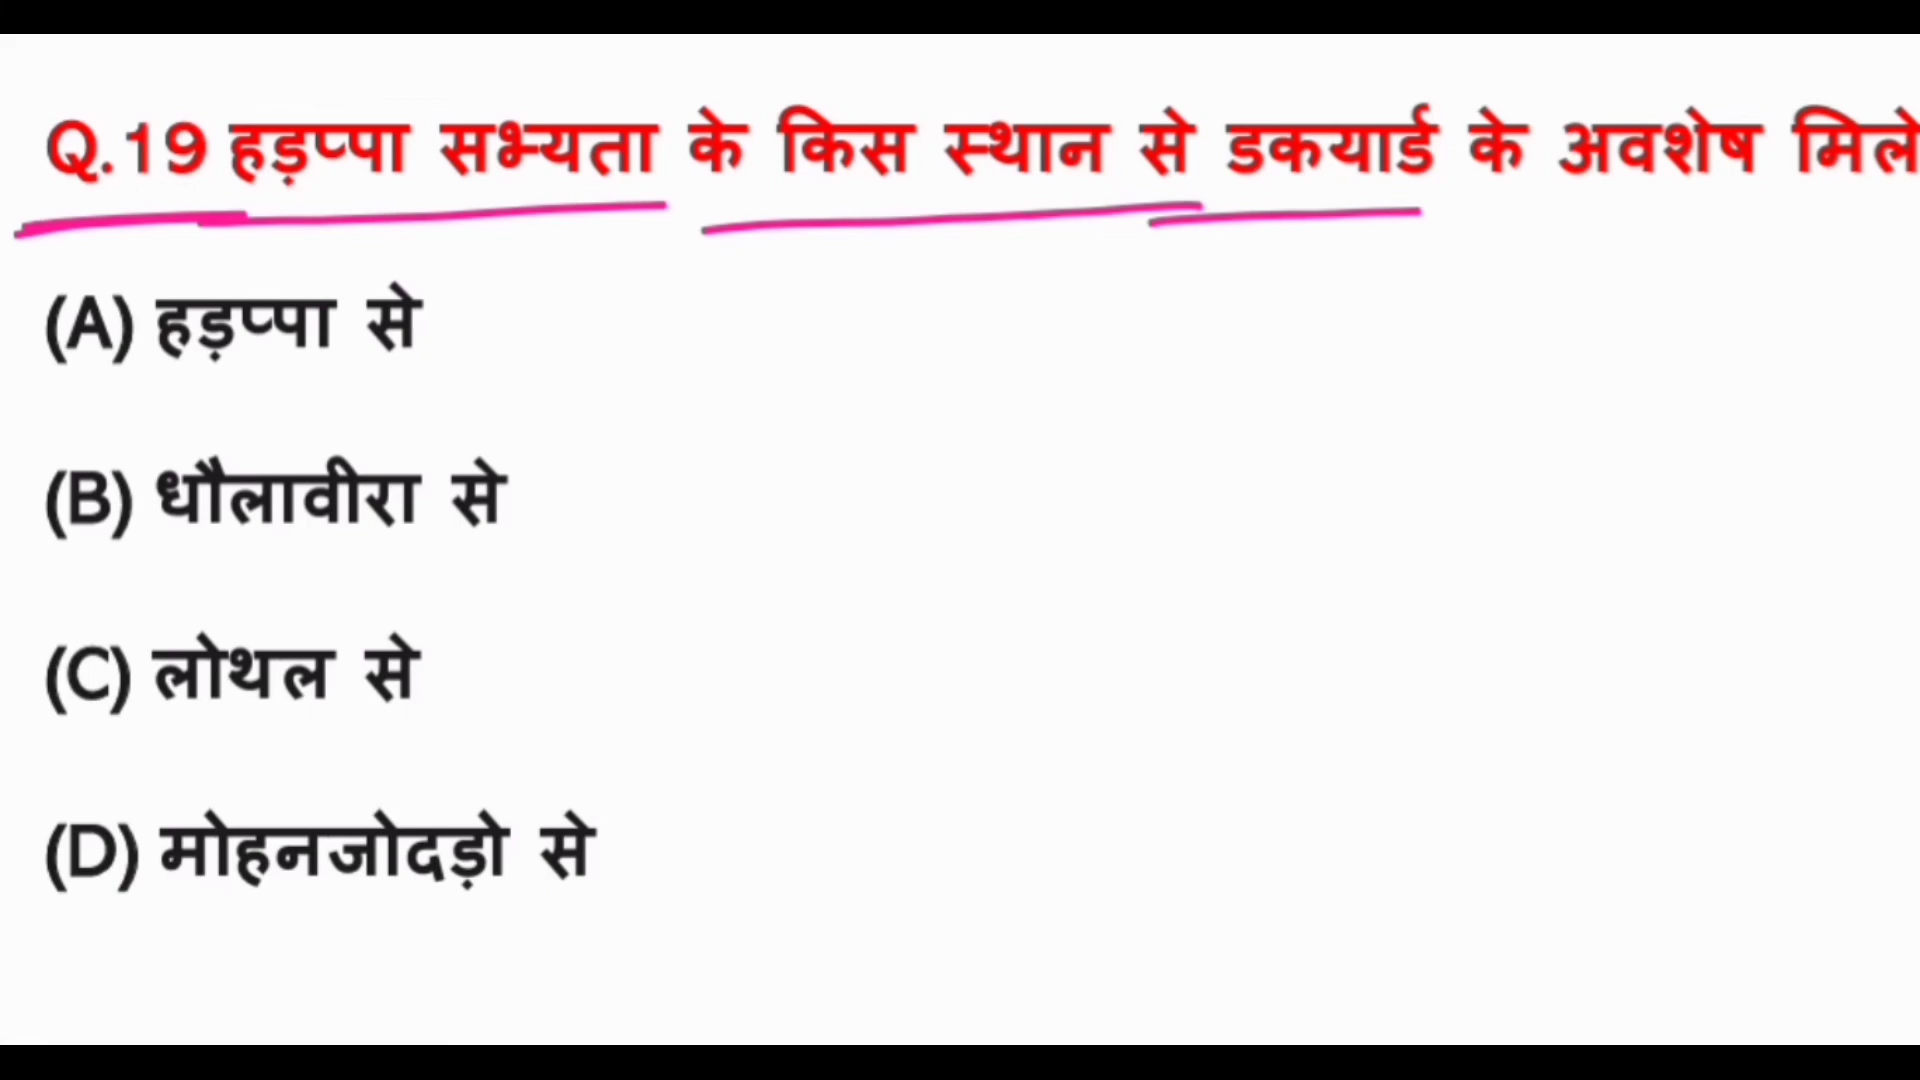 Q.19 हड़प्पा सभ्यता के किस स्थान से डकयार्ड के अवशेष मिले
(A) हड़प्पा से
(B) धौलावीरा से
(C) लोथल से
(D) मोहनजोदड़ो से